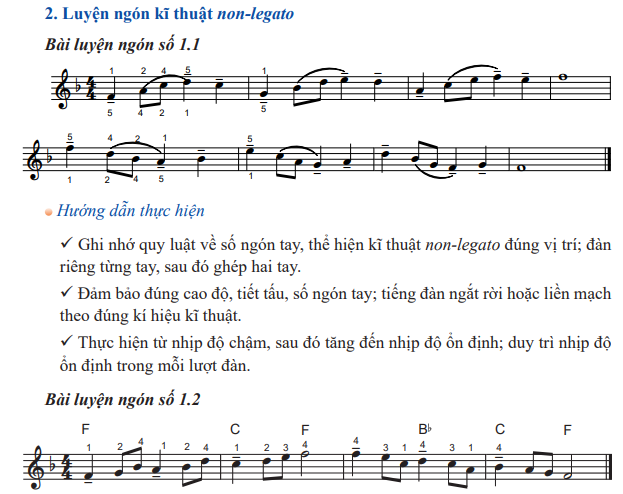 2. Luyện ngón kĩ thuật non-legato
Bài luyện ngón số 1.1
1 2 4 5 1
5 4 2 1 5
5 4 2 1 5
1 2 4 5 1
Hướng dẫn thực hiện
✓ Ghi nhớ quy luật về số ngón tay, thể hiện kĩ thuật non-legato đúng vị trí; đàn
riêng từng tay, sau đó ghép hai tay.
✓ Đảm bảo đúng cao độ, tiết tấu, số ngón tay; tiếng đàn ngắt rời hoặc liền mạch
theo đúng kí hiệu kĩ thuật.
✓ Thực hiện từ nhịp độ chậm, sau đó tăng đến nhịp độ ổn định; duy trì nhịp độ
ổn định trong mỗi lượt đàn.
Bài luyện ngón số 1.2
F C F B♭ C F
1 2 4 1 2 4 1 2 3 4 4 3 1 4 3 1 2